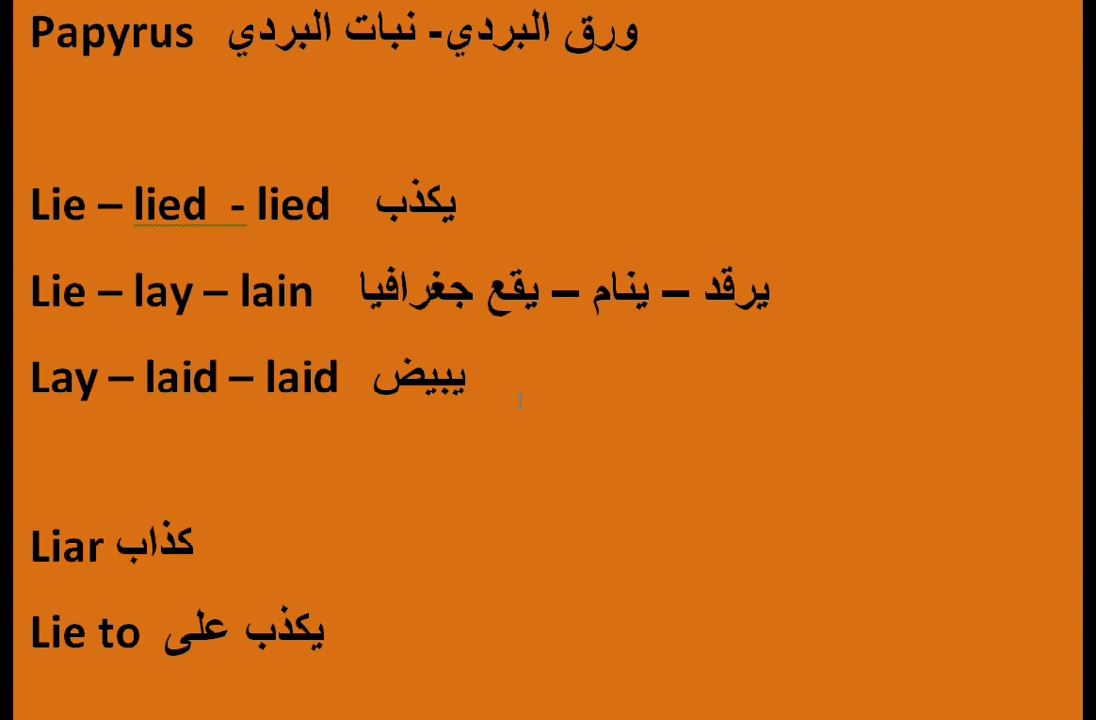 Papyrus ورق البردي- نبات البردي
Lie – lied - lied يكذب
Lie – lay – lain يرقد – ينام – يقع جغرافيا
Lay – laid – laid يبيض
Liar كذاب
Lie to يكذب على